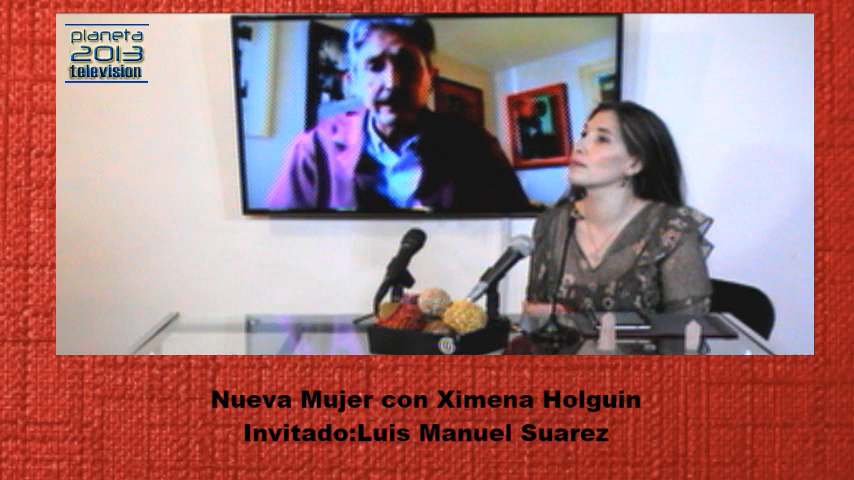 planeta
2013
television
Nueva Mujer con Ximena Holguin
Invitado:Luis Manuel Suarez